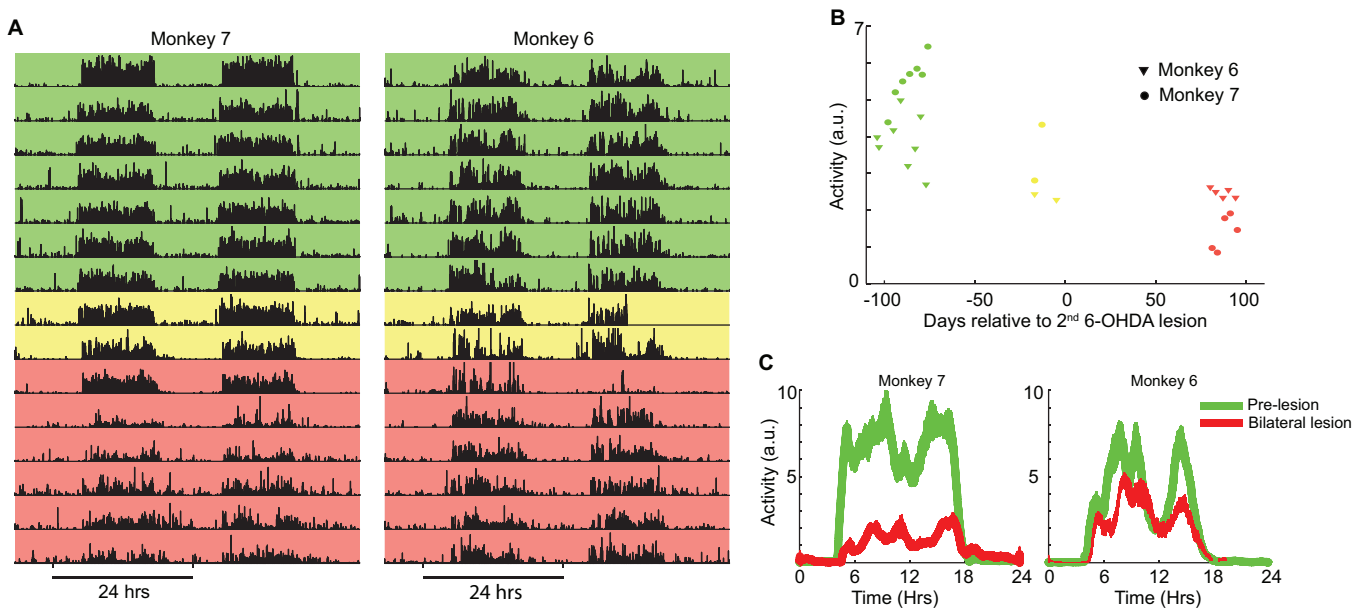 A
Monkey 7
Monkey 6
24 hrs
24 hrs
B
7
Activity (a.u.)
0
Monkey 6
Monkey 7
-100
-50
0
50
100
Days relative to 2nd 6-OHDA lesion
C
Monkey 7
Monkey 6
10
5
Activity (a.u.)
0
6
12
18
24
Time (Hrs)
10
5
0
6
12
18
24
Time (Hrs)
Pre-lesion
Bilateral lesion